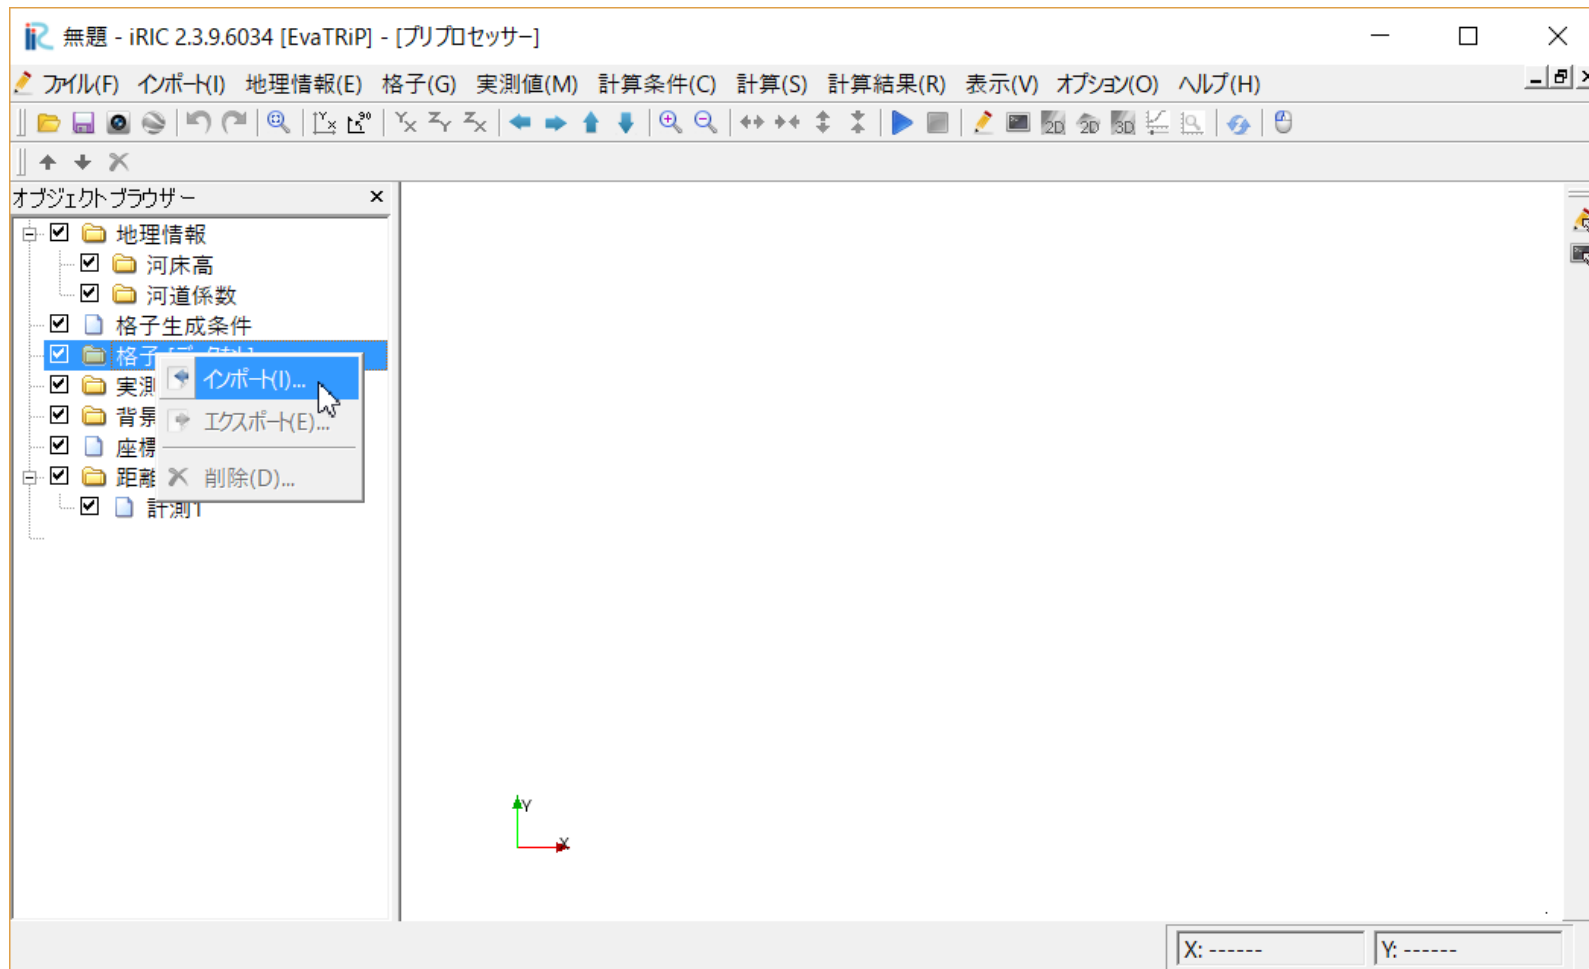 無題 - iRIC 2.3.9.6034 [EvaTRiP] - [プリプロセッサー]
ファイル(F) インポート(I) 地理情報(E) 格子(G) 実測値(M) 計算条件(C) 計算(S) 計算結果(R) 表示(V) オプション(O) ヘルプ(H)
オブジェクトブラウザー
地理情報
河床高
河道係数
格子生成条件
格子
インポート(I)...
実測
背景
エクスポート(E)...
座標
距離
削除(D)...
計測1
Y
X
X: ------ Y: ------